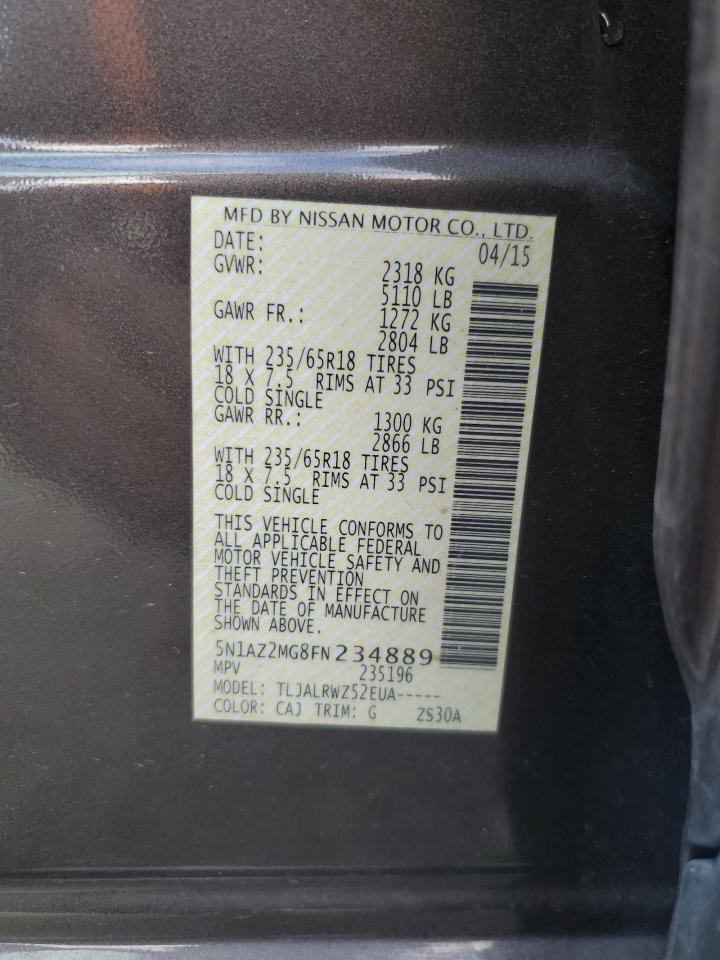 MFD BY NISSAN MOTOR CO., LTD.
DATE: 04/15
GVWR: 2318 KG
5110 LB
GAWR FR.: 1272 KG
2804 LB
WITH 235/65R18 TIRES
18 X 7.5 RIMS AT 33 PSI
COLD SINGLE
GAWR RR.: 1300 KG
2866 LB
WITH 235/65R18 TIRES
18 X 7.5 RIMS AT 33 PSI
COLD SINGLE
THIS VEHICLE CONFORMS TO
ALL APPLICABLE FEDERAL
MOTOR VEHICLE SAFETY AND
THEFT PREVENTION
STANDARDS IN EFFECT ON
THE DATE OF MANUFACTURE
SHOWN ABOVE.
5N1AZ2MG8FN234889
MPV 235196
MODEL: TLJALRWZ52EUA-----
COLOR: CAJ TRIM: G ZS30A